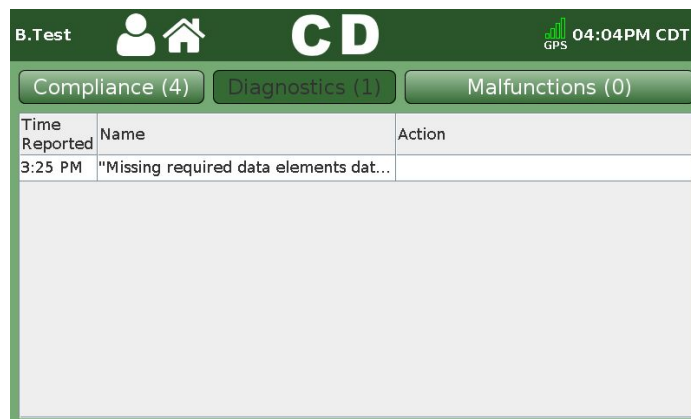 B.Test
C D
GPS
04:04PM CDT
Compliance (4) Diagnostics (1) Malfunctions (0)
Time
Reported Name Action
3:25 PM "Missing required data elements dat...